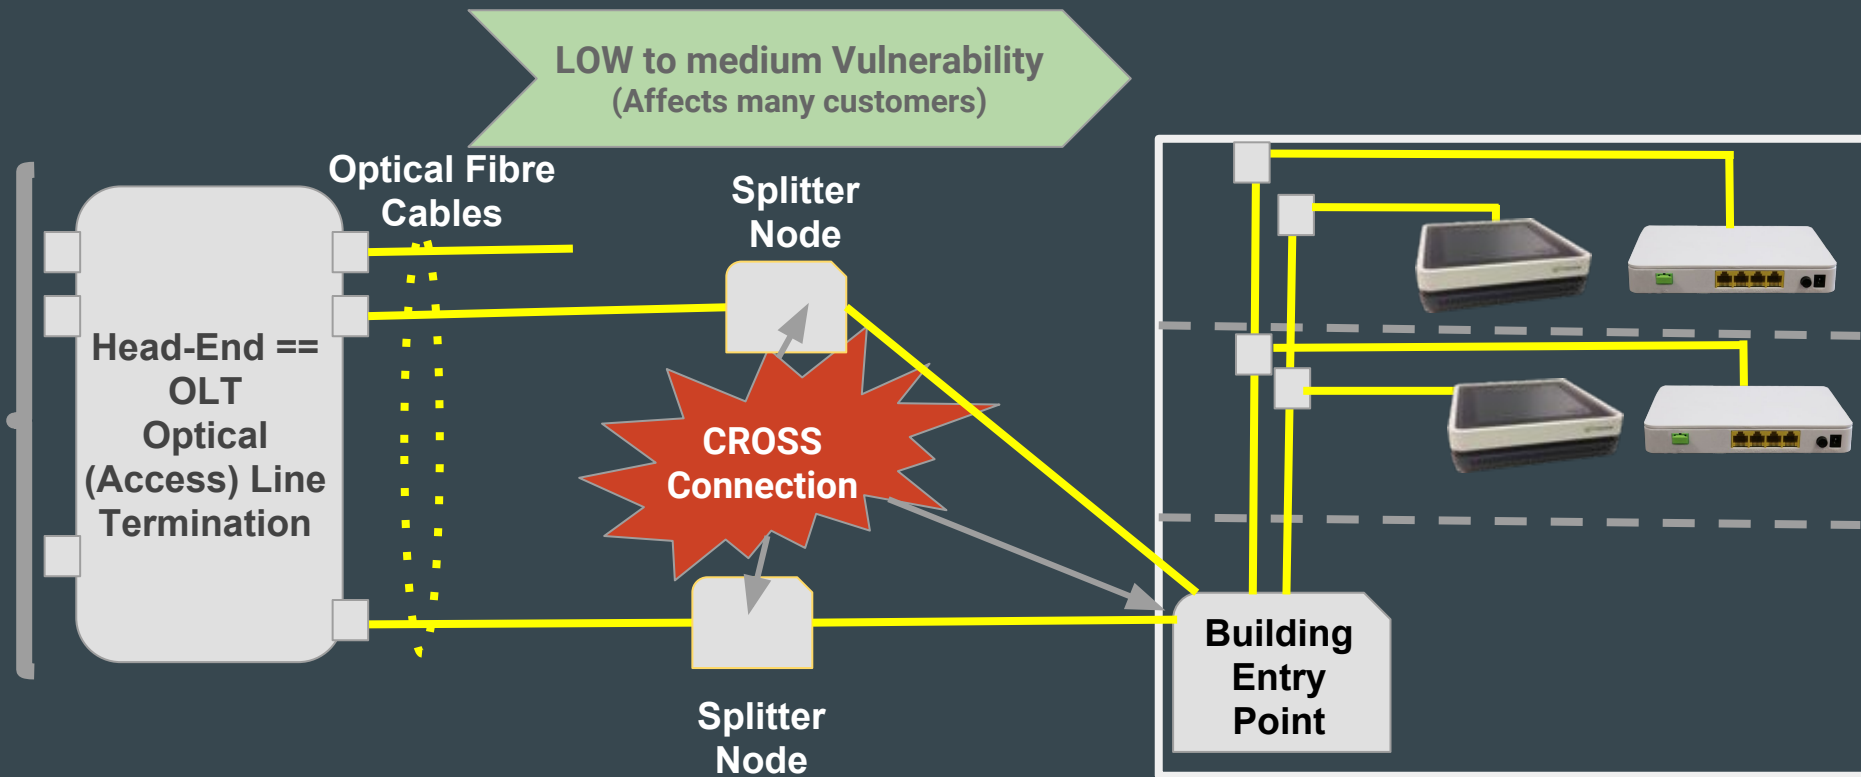 LOW to medium Vulnerability
(Affects many customers)
Optical Fibre
Cables
Splitter
Node
Head-End ==
OLT
Optical
(Access) Line
Termination
CROSS
Connection
Building
Entry
Point
Splitter
Node